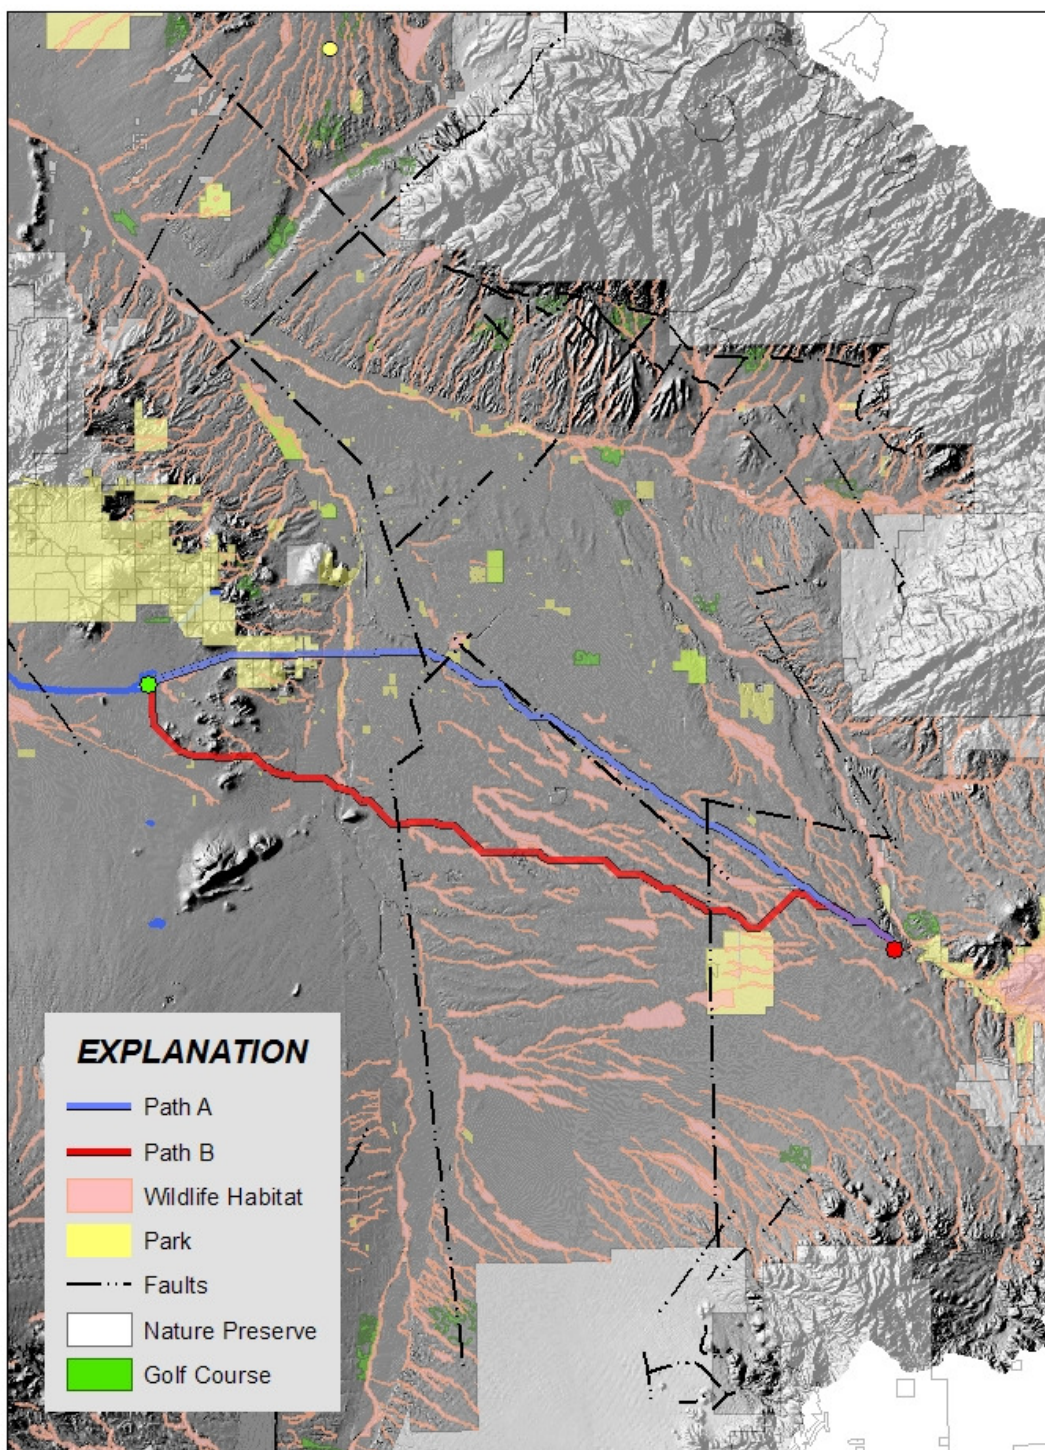 EXPLANATION
Path A
Path B
Wildlife Habitat
Park
Faults
Nature Preserve
Golf Course